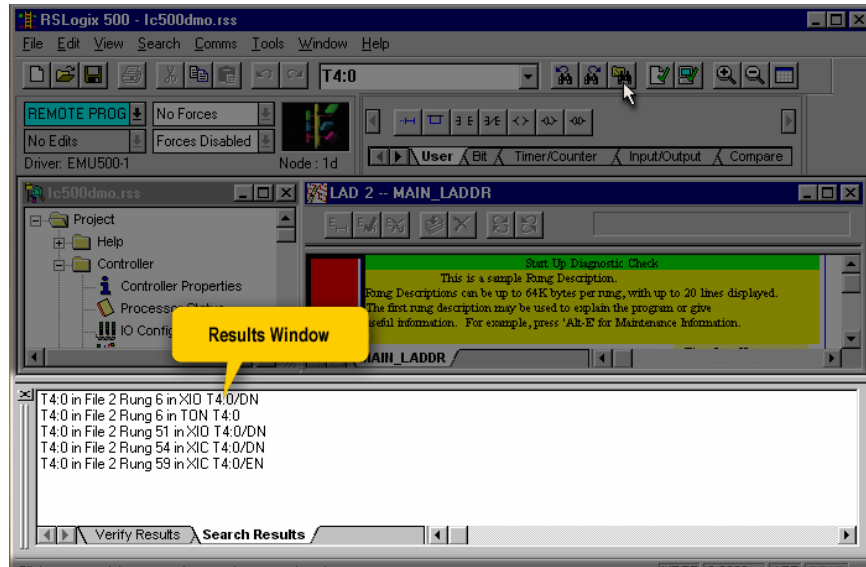 RSLogix 500 - lc500dmo.rss
File Edit View Search Comms Tools Window Help
T4:0
REMOTE PROG No Forces
No Edits Forces Disabled
Driver: EMU500-1 Node : 1d
User Bit Timer/Counter Input/Output Compare
lc500dmo.rss
LAD 2 -- MAIN_LADDR
Project
Help
Controller
Controller Properties
IO
Start Up Diagnostic Check
This is a sample Rung Description.
Rung Descriptions can be up to 64K bytes per rung, with up to 20 lines displayed.
The first rung description may be used to explain the program or give
information. For example, press 'Alt-E' for Maintenance Information.
Results Window
MAIN_LADDR
T4:0 in File 2 Rung 6 in XIO T4:0/DN
T4:0 in File 2 Rung 6 in TON T4:0
T4:0 in File 2 Rung 51 in XIO T4:0/DN
T4:0 in File 2 Rung 54 in XIC T4:0/DN
T4:0 in File 2 Rung 59 in XIC T4:0/EN
Verify Results Search Results